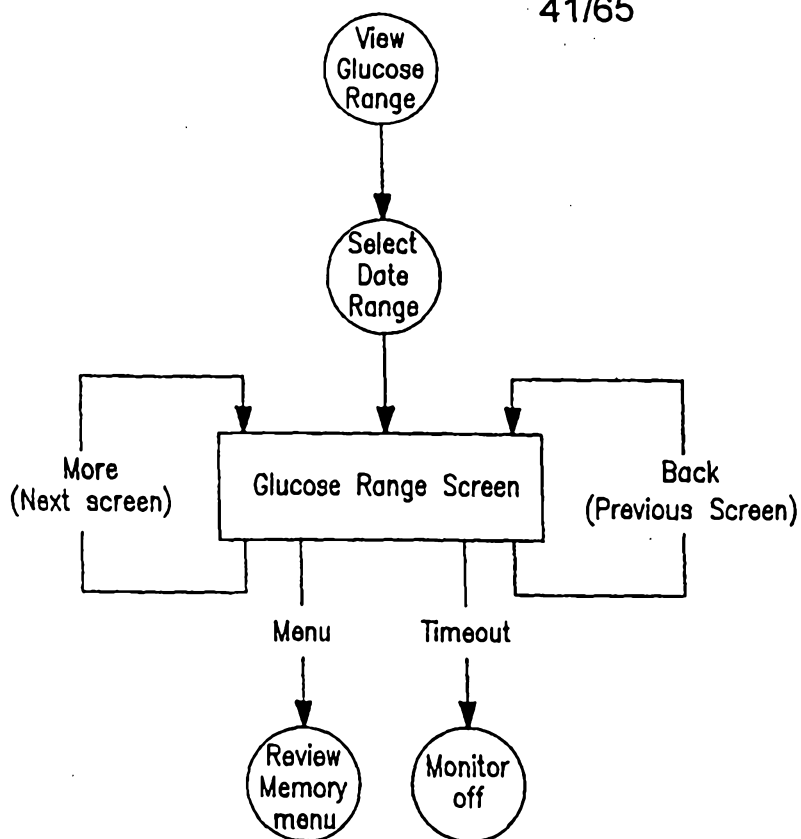 41/65
View
Glucose
Range
Select
Date
Range
More
(Next screen)
Glucose Range Screen
Back
(Previous Screen)
Menu
Timeout
Review
Memory
menu
Monitor
off